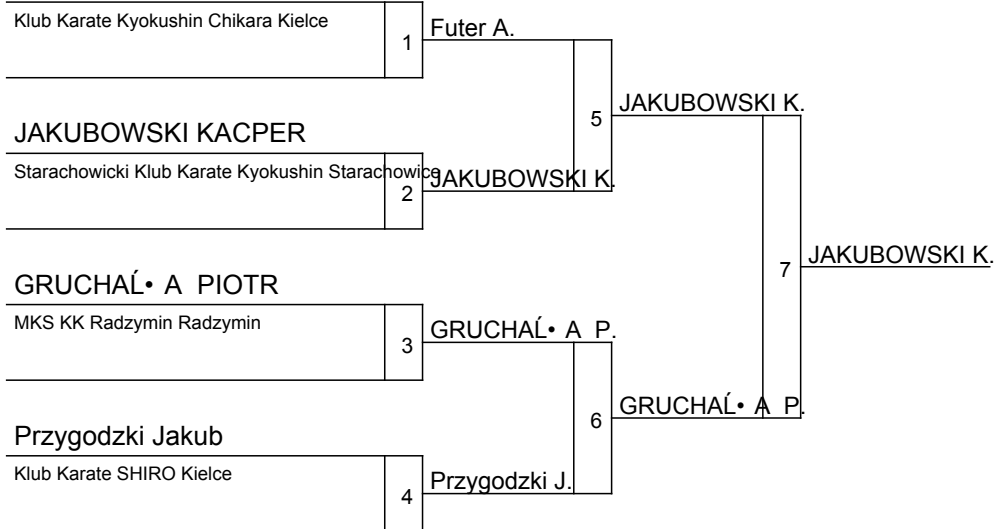 Klub Karate Kyokushin Chikara Kielce
1
Futer A.
5
JAKUBOWSKI K.
JAKUBOWSKI KACPER
Starachowicki Klub Karate Kyokushin Starachowice
2
JAKUBOWSKI K.
7
JAKUBOWSKI K.
GRUCHAĹ• A PIOTR
MKS KK Radzymin Radzymin
3
GRUCHAĹ• A P.
6
GRUCHAĹ• A P.
Przygodzki Jakub
Klub Karate SHIRO Kielce
4
Przygodzki J.